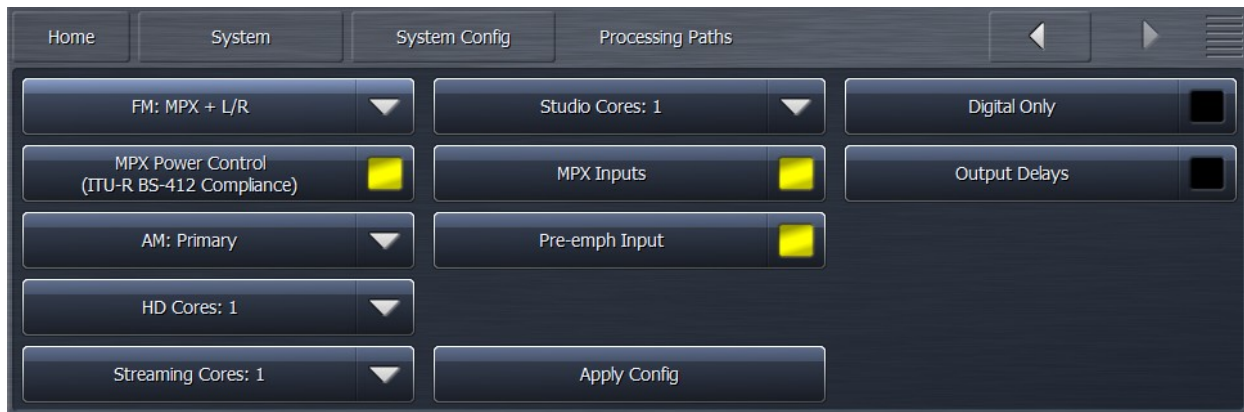 Home
System
System Config
Processing Paths
FM: MPX + L/R
Studio Cores: 1
Digital Only
MPX Power Control
(ITU-R BS-412 Compliance)
MPX Inputs
Output Delays
AM: Primary
Pre-emph Input
HD Cores: 1
Streaming Cores: 1
Apply Config